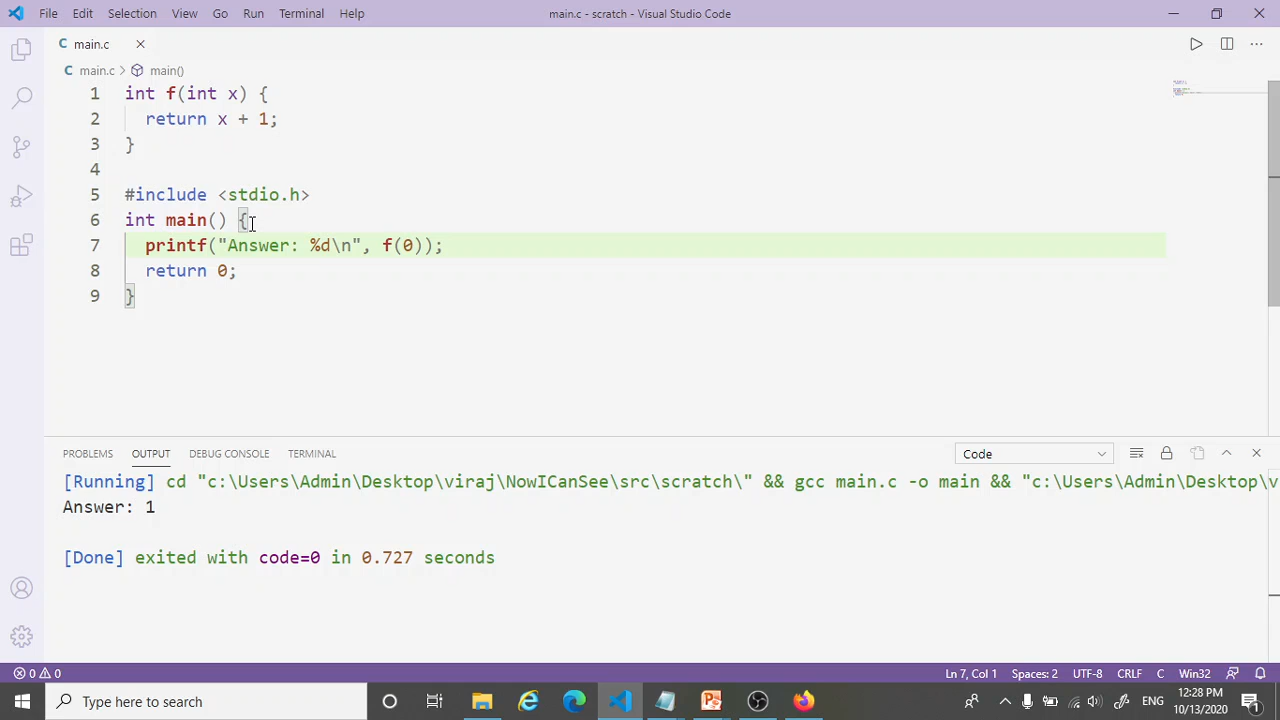 File Edit Selection View Go Run Terminal Help main.c - scratch - Visual Studio Code
C main.c
C main.c > main()
1 int f(int x) {
2 return x + 1;
3 }
4
5 #include <stdio.h>
6 int main() {
7 printf("Answer: %d\n", f(0));
8 return 0;
9 }
PROBLEMS OUTPUT DEBUG CONSOLE TERMINAL Code
[Running] cd "c:\Users\Admin\Desktop\viraj\NowICanSee\src\scratch\" && gcc main.c -o main && "c:\Users\Admin\Desktop\v
Answer: 1
[Done] exited with code=0 in 0.727 seconds
0 0 Ln 7, Col 1 Spaces: 2 UTF-8 CRLF C Win32
Type here to search ENG 12:28 PM
10/13/2020 1